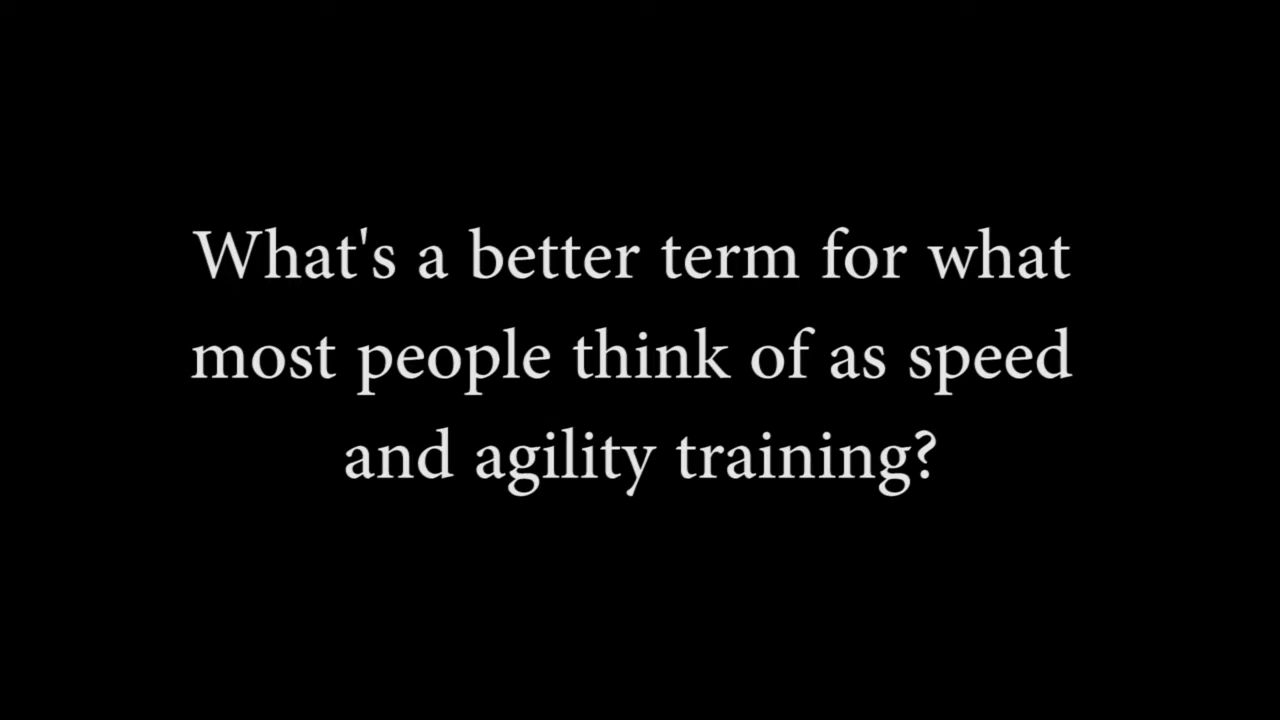 What's a better term for what
most people think of as speed
and agility training?